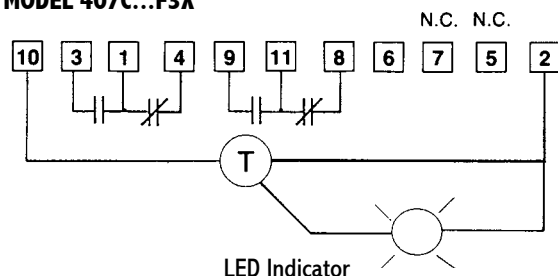 MODEL 407C...F3X
N.C. N.C.
10 3 1 4 9 11 8 6 7 5 2
T
LED Indicator